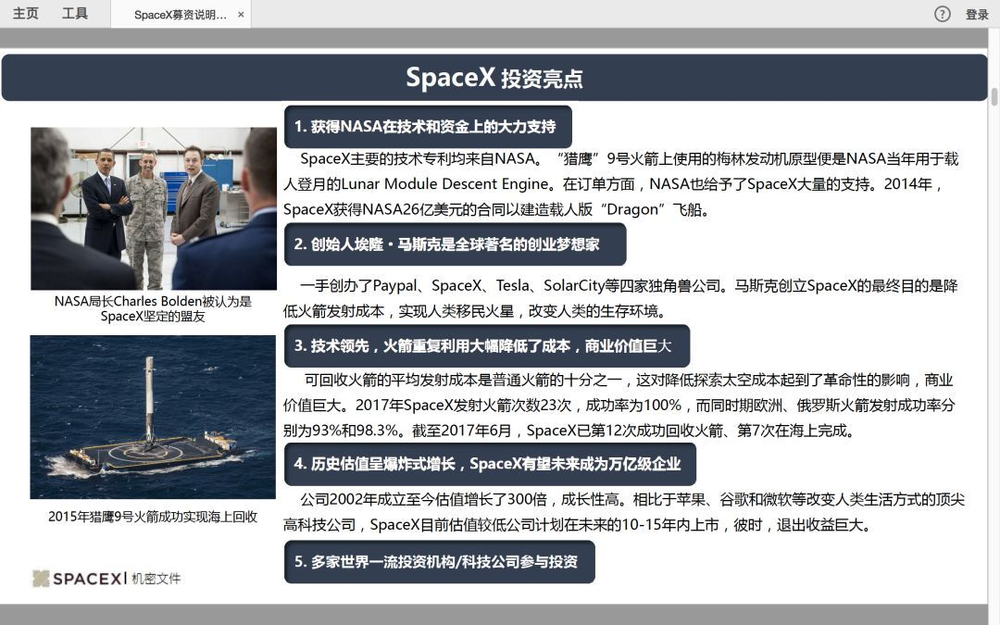 主页 工具 SpaceX募资说明... × ? 登录
SpaceX 投资亮点
1. 获得NASA在技术和资金上的大力支持
SpaceX主要的技术专利均来自NASA。“猎鹰”9号火箭上使用的梅林发动机原型便是NASA当年用于载
人登月的Lunar Module Descent Engine。在订单方面，NASA也给予了SpaceX大量的支持。2014年，
SpaceX获得NASA26亿美元的合同以建造载人版“Dragon”飞船。
2. 创始人埃隆·马斯克是全球著名的创业梦想家
一手创办了Paypal、SpaceX、Tesla、SolarCity等四家独角兽公司。马斯克创立SpaceX的最终目的是降
低火箭发射成本，实现人类移民火星，改变人类的生存环境。
3. 技术领先，火箭重复利用大幅降低了成本，商业价值巨大
可回收火箭的平均发射成本是普通火箭的十分之一，这对降低探索太空成本起到了革命性的影响，商业
价值巨大。2017年SpaceX发射火箭次数23次，成功率为100%，而同时期欧洲、俄罗斯火箭发射成功率分
别为93%和98.3%。截至2017年6月，SpaceX已第12次成功回收火箭、第7次在海上完成。
4. 历史估值呈爆炸式增长，SpaceX有望未来成为万亿级企业
公司2002年成立至今估值增长了300倍，成长性高。相比于苹果、谷歌和微软等改变人类生活方式的顶尖
高科技公司，SpaceX目前估值较低公司计划在未来的10-15年内上市，彼时，退出收益巨大。
5. 多家世界一流投资机构/科技公司参与投资
NASA局长Charles Bolden被认为是
SpaceX坚定的盟友
2015年猎鹰9号火箭成功实现海上回收
SPACEX| 机密文件